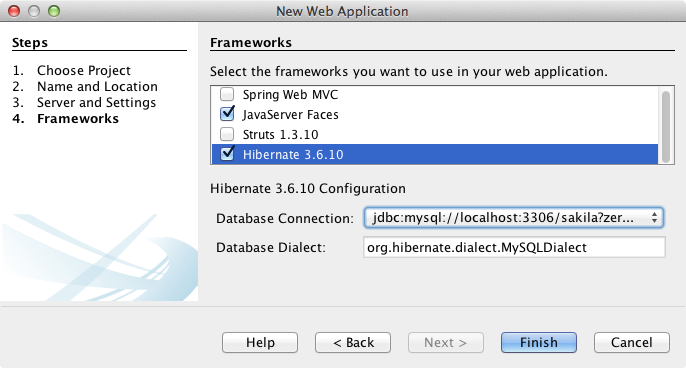 New Web Application
Steps
1. Choose Project
2. Name and Location
3. Server and Settings
4. Frameworks
Frameworks
Select the frameworks you want to use in your web application.
Spring Web MVC
JavaServer Faces
Struts 1.3.10
Hibernate 3.6.10
Hibernate 3.6.10 Configuration
Database Connection: jdbc:mysql://localhost:3306/sakila?zer...
Database Dialect: org.hibernate.dialect.MySQLDialect
Help < Back Next > Finish Cancel